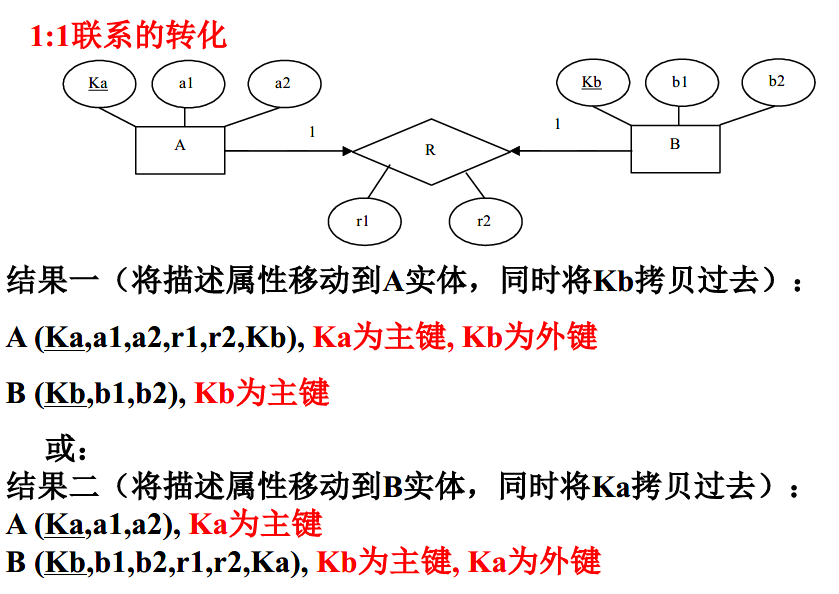 1:1联系的转化
Ka a1 a2 Kb b1 b2
1 1
A R B
r1 r2
结果一（将描述属性移动到A实体，同时将Kb拷贝过去）：
A (Ka,a1,a2,r1,r2,Kb), Ka为主键, Kb为外键
B (Kb,b1,b2), Kb为主键
或：
结果二（将描述属性移动到B实体，同时将Ka拷贝过去）：
A (Ka,a1,a2), Ka为主键
B (Kb,b1,b2,r1,r2,Ka), Kb为主键, Ka为外键